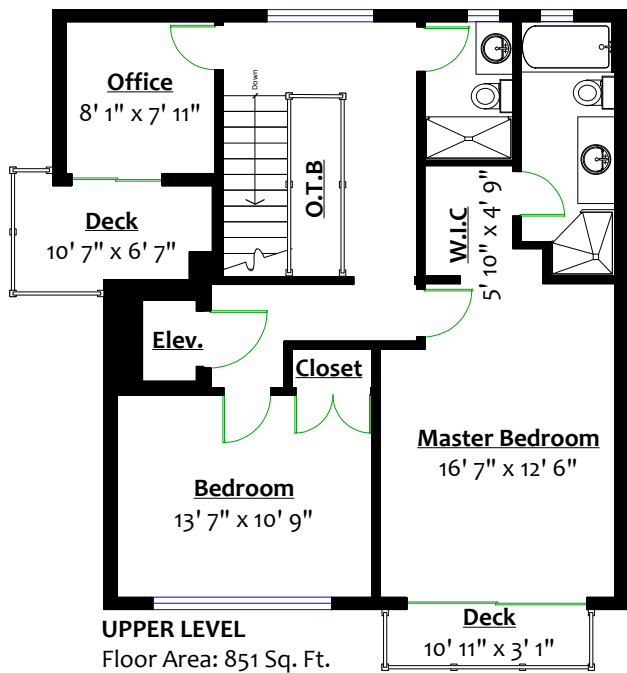 Office
8' 1" x 7' 11"
Down
O.T.B
W.I.C
5' 10" x 4' 9"
Deck
10' 7" x 6' 7"
Elev.
Closet
Master Bedroom
16' 7" x 12' 6"
Bedroom
13' 7" x 10' 9"
Deck
10' 11" x 3' 1"
UPPER LEVEL
Floor Area: 851 Sq. Ft.